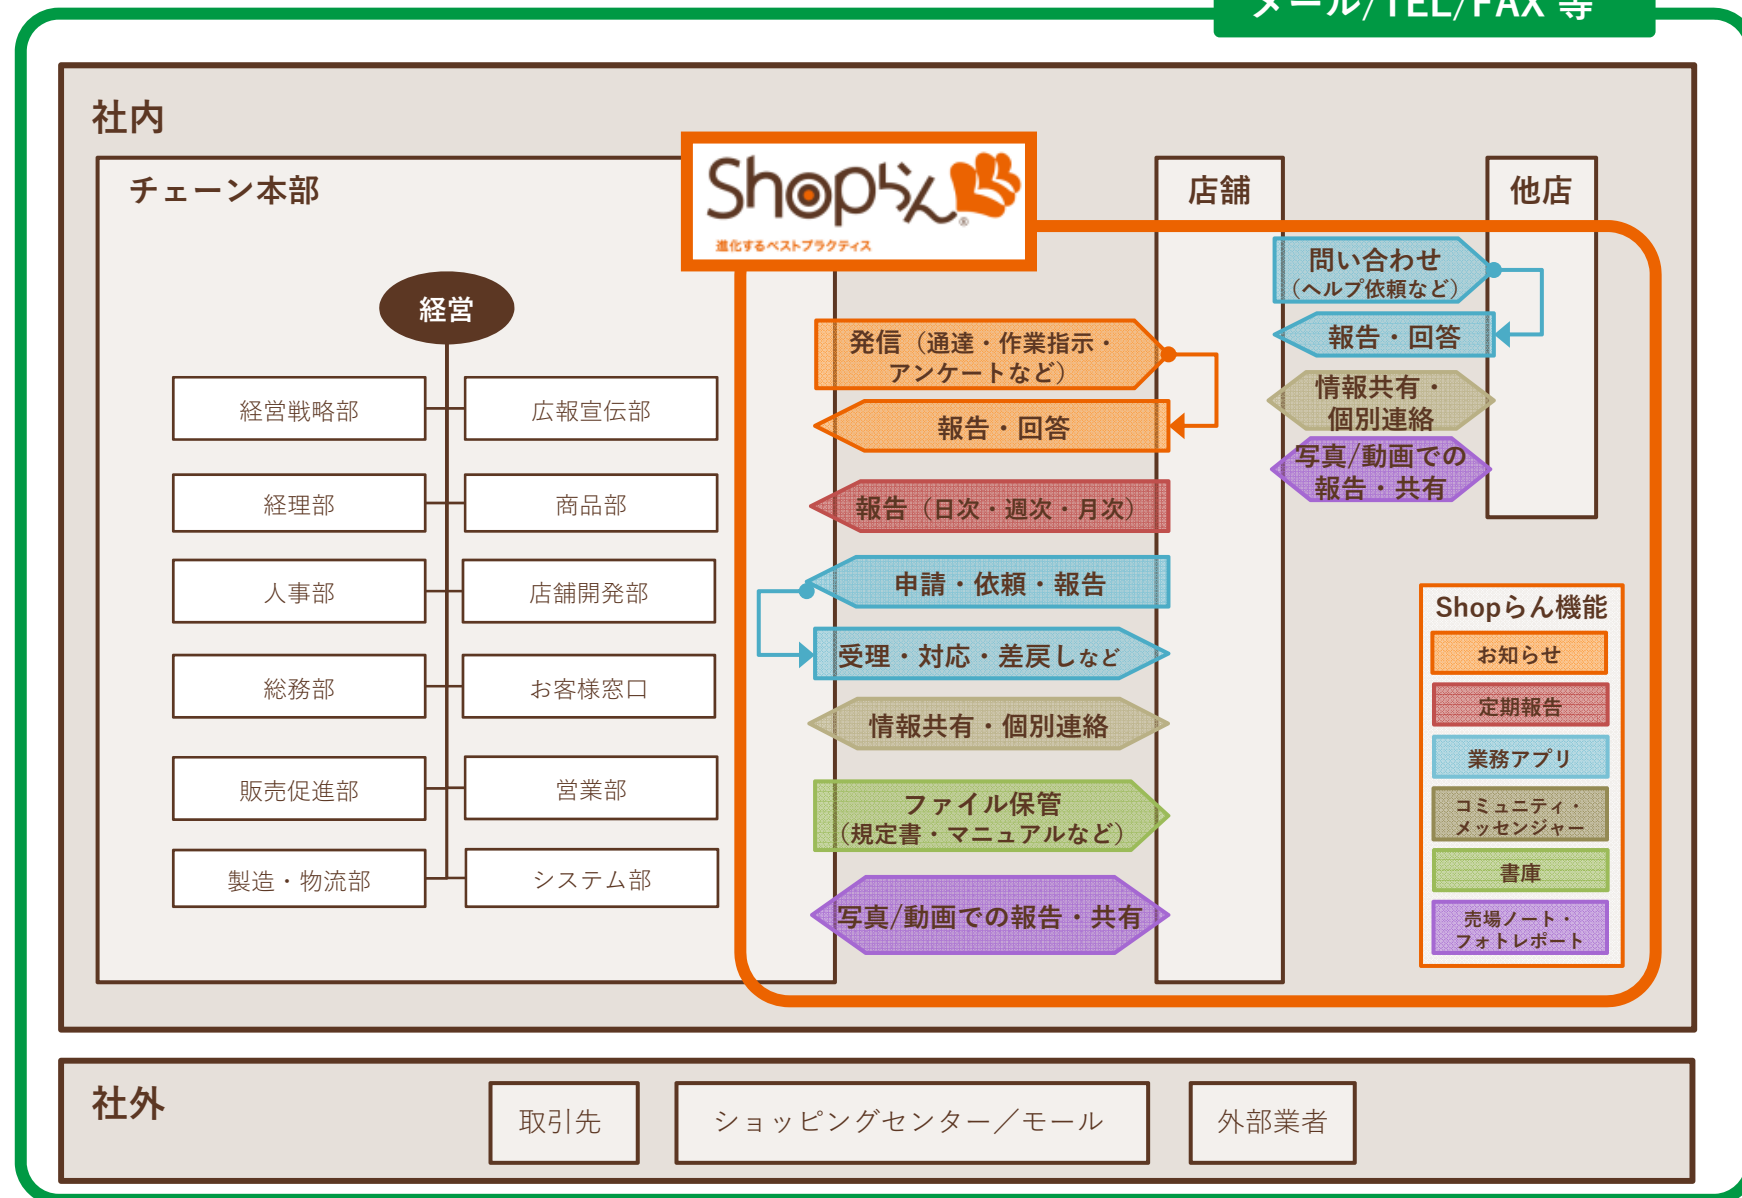 メール/TEL/FAX 等
社内
チェーン本部
Shopらん®
進化するベストプラクティス
店舗
他店
経営
経営戦略部
広報宣伝部
経理部
商品部
人事部
店舗開発部
総務部
お客様窓口
販売促進部
営業部
製造・物流部
システム部
発信（通達・作業指示・
アンケートなど）
報告・回答
報告（日次・週次・月次）
申請・依頼・報告
受理・対応・差戻しなど
情報共有・個別連絡
ファイル保管
（規定書・マニュアルなど）
写真/動画での報告・共有
問い合わせ
（ヘルプ依頼など）
報告・回答
情報共有・
個別連絡
写真/動画での
報告・共有
Shopらん機能
お知らせ
定期報告
業務アプリ
コミュニティ・
メッセンジャー
書庫
売場ノート・
フォトレポート
社外
取引先
ショッピングセンター／モール
外部業者